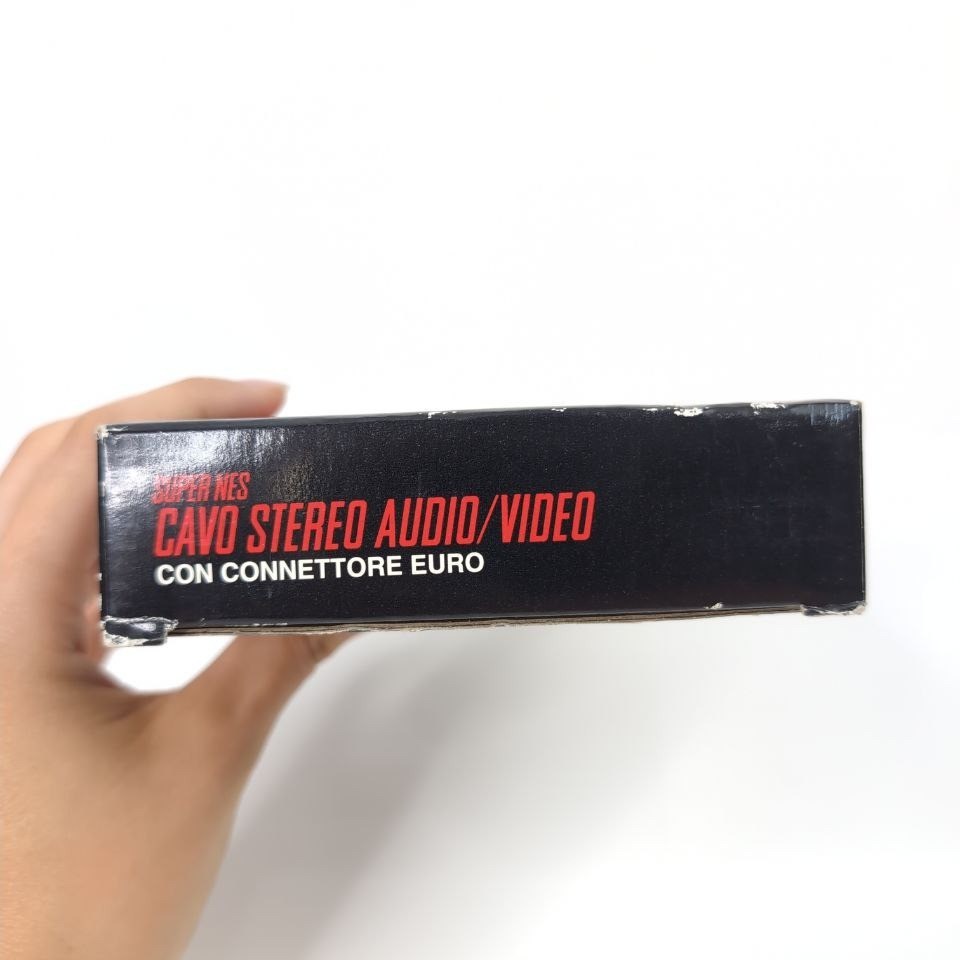 SUPER NES
CAVO STEREO AUDIO/VIDEO
CON CONNETTORE EURO